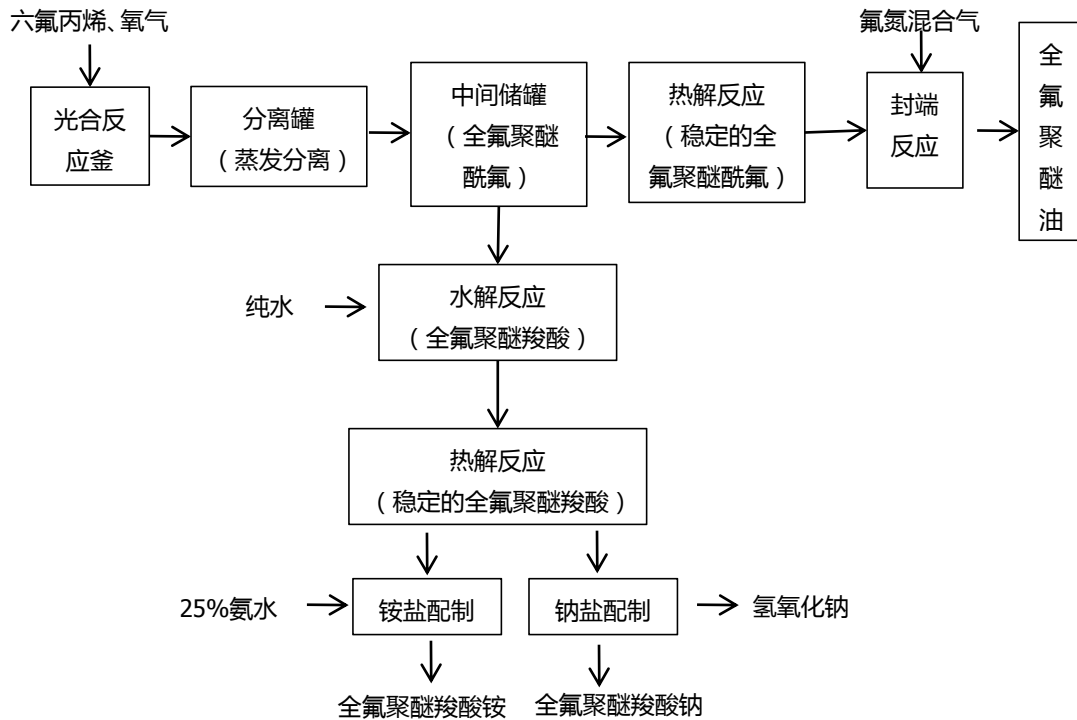 六氟丙烯、氧气
氟氮混合气
光合反
应釜
分离罐
（蒸发分离）
中间储罐
（全氟聚醚
酰氟）
热解反应
（稳定的全
氟聚醚酰氟）
封端
反应
全
氟
聚
醚
油
纯水
水解反应
（全氟聚醚羧酸）
热解反应
（稳定的全氟聚醚羧酸）
25%氨水
铵盐配制
钠盐配制
氢氧化钠
全氟聚醚羧酸铵
全氟聚醚羧酸钠